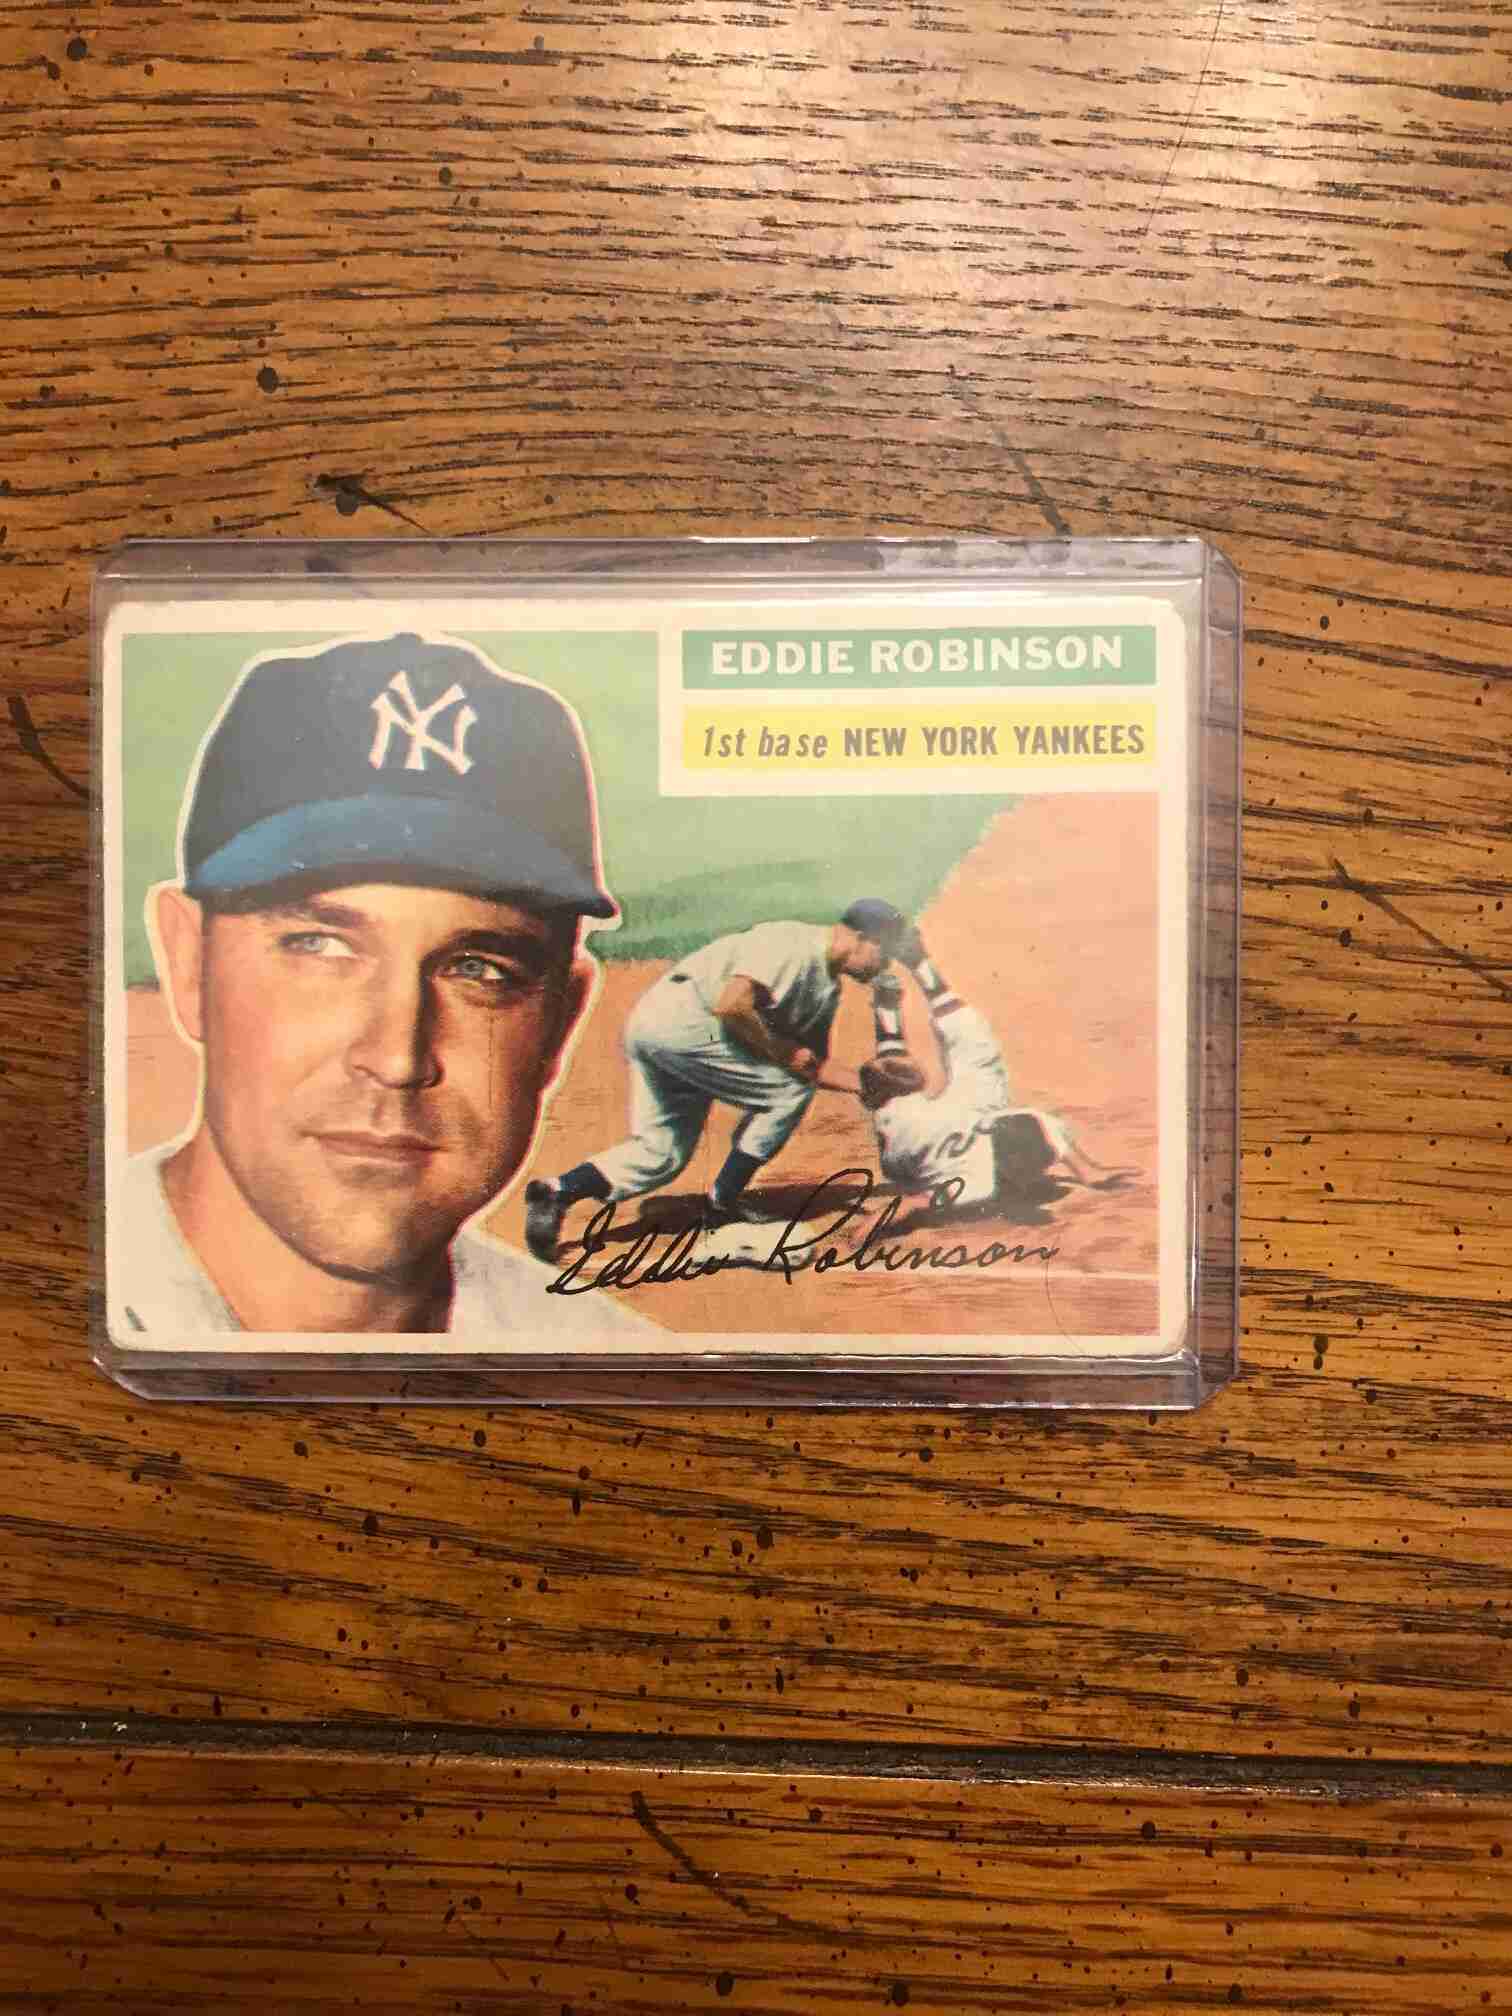 NY
EDDIE ROBINSON
1st base NEW YORK YANKEES
Eddie Robinson